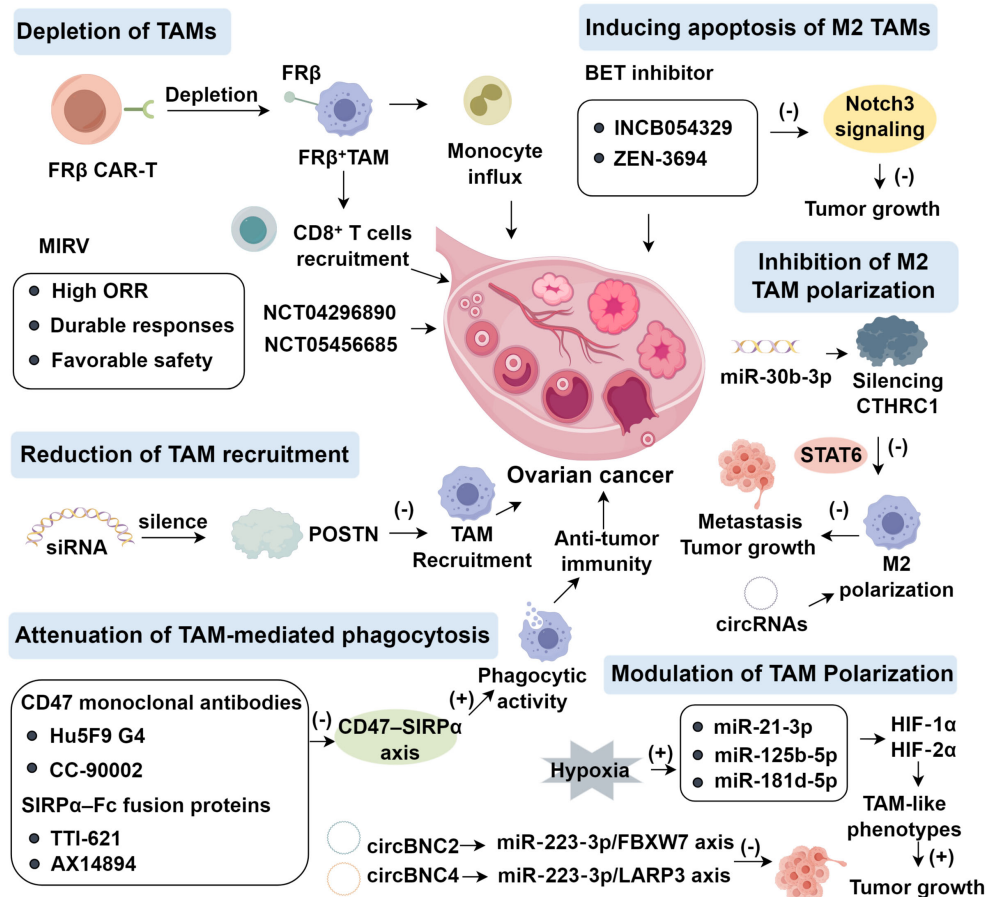 Depletion of TAMs
FRβ
Depletion
FRβ CAR-T
FRβ⁺TAM
Monocyte
influx
CD8⁺ T cells
recruitment
MIRV
High ORR
Durable responses
Favorable safety
NCT04296890
NCT05456685
Inducing apoptosis of M2 TAMs
BET inhibitor
INCB054329
ZEN-3694
(-)
Notch3
signaling
(-)
Tumor growth
Inhibition of M2
TAM polarization
miR-30b-3p
Silencing
CTHRC1
STAT6
(-)
Metastasis
Tumor growth
(-)
M2
polarization
circRNAs
Ovarian cancer
Reduction of TAM recruitment
siRNA
silence
POSTN
(-)
TAM
Recruitment
Anti-tumor
immunity
Attenuation of TAM-mediated phagocytosis
CD47 monoclonal antibodies
Hu5F9 G4
CC-90002
SIRPα–Fc fusion proteins
TTI-621
AX14894
(-)
CD47–SIRPα
axis
(+)
Phagocytic
activity
Modulation of TAM Polarization
Hypoxia
(+)
miR-21-3p
miR-125b-5p
miR-181d-5p
HIF-1α
HIF-2α
TAM-like
phenotypes
(+)
Tumor growth
circBNC2
miR-223-3p/FBXW7 axis
circBNC4
miR-223-3p/LARP3 axis
(-)